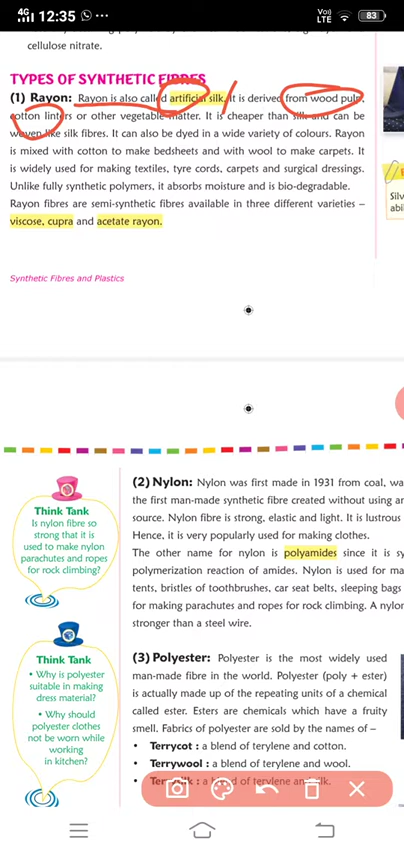 4G
12:35
Vo))
LTE
83
cellulose nitrate.
TYPES OF SYNTHETIC FIBRES
(1) Rayon: Rayon is also called artificial silk. It is derived from wood pulp,
cotton linters or other vegetable matter. It is cheaper than silk and can be
woven like silk fibres. It can also be dyed in a wide variety of colours. Rayon
is mixed with cotton to make bedsheets and with wool to make carpets. It
is widely used for making textiles, tyre cords, carpets and surgical dressings.
Unlike fully synthetic polymers, it absorbs moisture and is bio-degradable.
Rayon fibres are semi-synthetic fibres available in three different varieties –
viscose, cupra and acetate rayon.
Silv
abil
Synthetic Fibres and Plastics
Think Tank
Is nylon fibre so
strong that it is
used to make nylon
parachutes and ropes
for rock climbing?
(2) Nylon: Nylon was first made in 1931 from coal, wa
the first man-made synthetic fibre created without using an
source. Nylon fibre is strong, elastic and light. It is lustrous
Hence, it is very popularly used for making clothes.
The other name for nylon is polyamides since it is sy
polymerization reaction of amides. Nylon is used for ma
tents, bristles of toothbrushes, car seat belts, sleeping bags
for making parachutes and ropes for rock climbing. A nylon
stronger than a steel wire.
Think Tank
• Why is polyester
suitable in making
dress material?
• Why should
polyester clothes
not be worn while
working
in kitchen?
(3) Polyester: Polyester is the most widely used
man-made fibre in the world. Polyester (poly + ester)
is actually made up of the repeating units of a chemical
called ester. Esters are chemicals which have a fruity
smell. Fabrics of polyester are sold by the names of –
• Terrycot : a blend of terylene and cotton.
• Terrywool : a blend of terylene and wool.
• Terrysilk : a blend of terylene and silk.